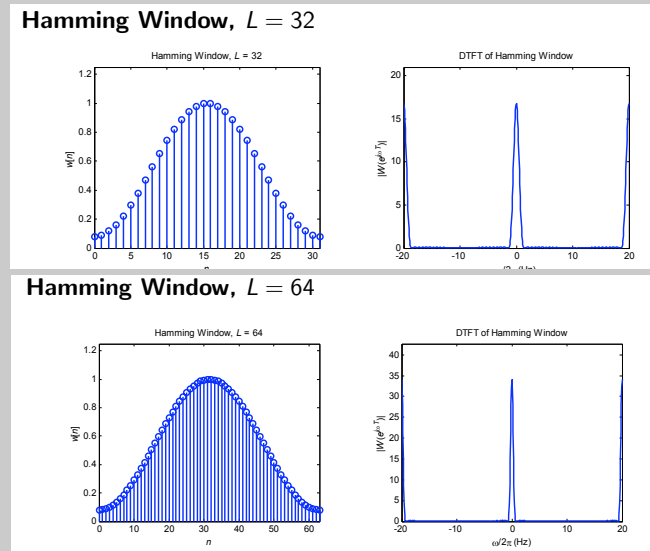 Hamming Window, L = 32
Hamming Window, L = 32
DTFT of Hamming Window
w[n]
1.2
1
0.8
0.6
0.4
0.2
0
0 5 10 15 20 25 30
|W(e^{jωT})|
20
15
10
5
0
-20 -10 0 10 20
(Hz)
Hamming Window, L = 64
Hamming Window, L = 64
DTFT of Hamming Window
w[n]
1.2
1
0.8
0.6
0.4
0.2
0
0 10 20 30 40 50 60
n
|W(e^{jωT})|
40
35
30
25
20
15
10
5
0
-20 -10 0 10 20
ω/2π (Hz)